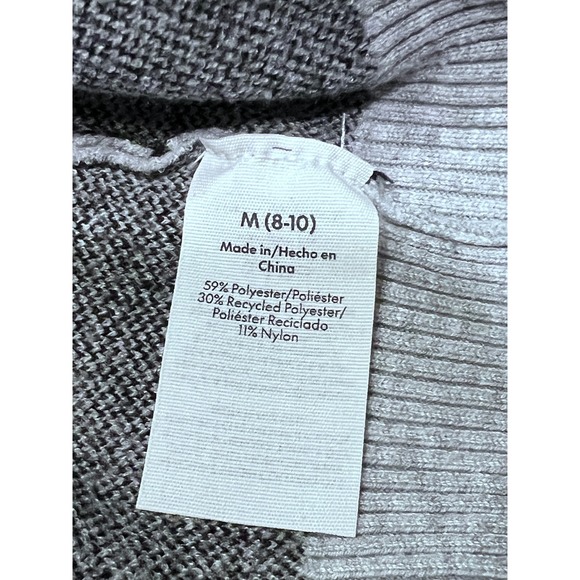 M (8-10)
Made in/Hecho en
China
59% Polyester/Poliéster
30% Recycled Polyester/
Poliéster Reciclado
11% Nylon